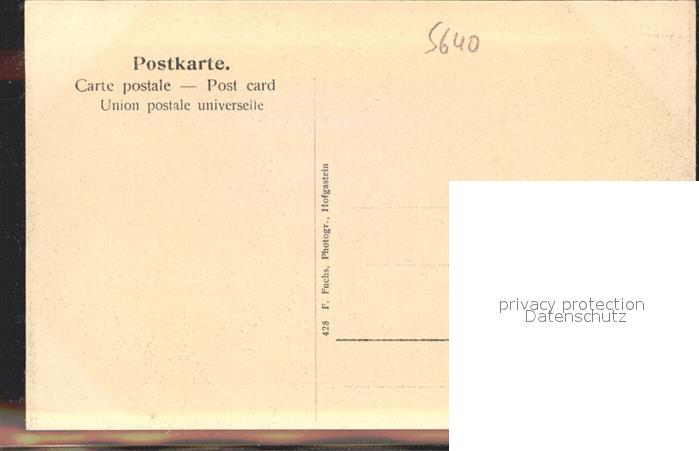 5640
Postkarte.
Carte postale — Post card
Union postale universelle
428 F. Fuchs, Photogr., Hofgastein
privacy protection
Datenschutz